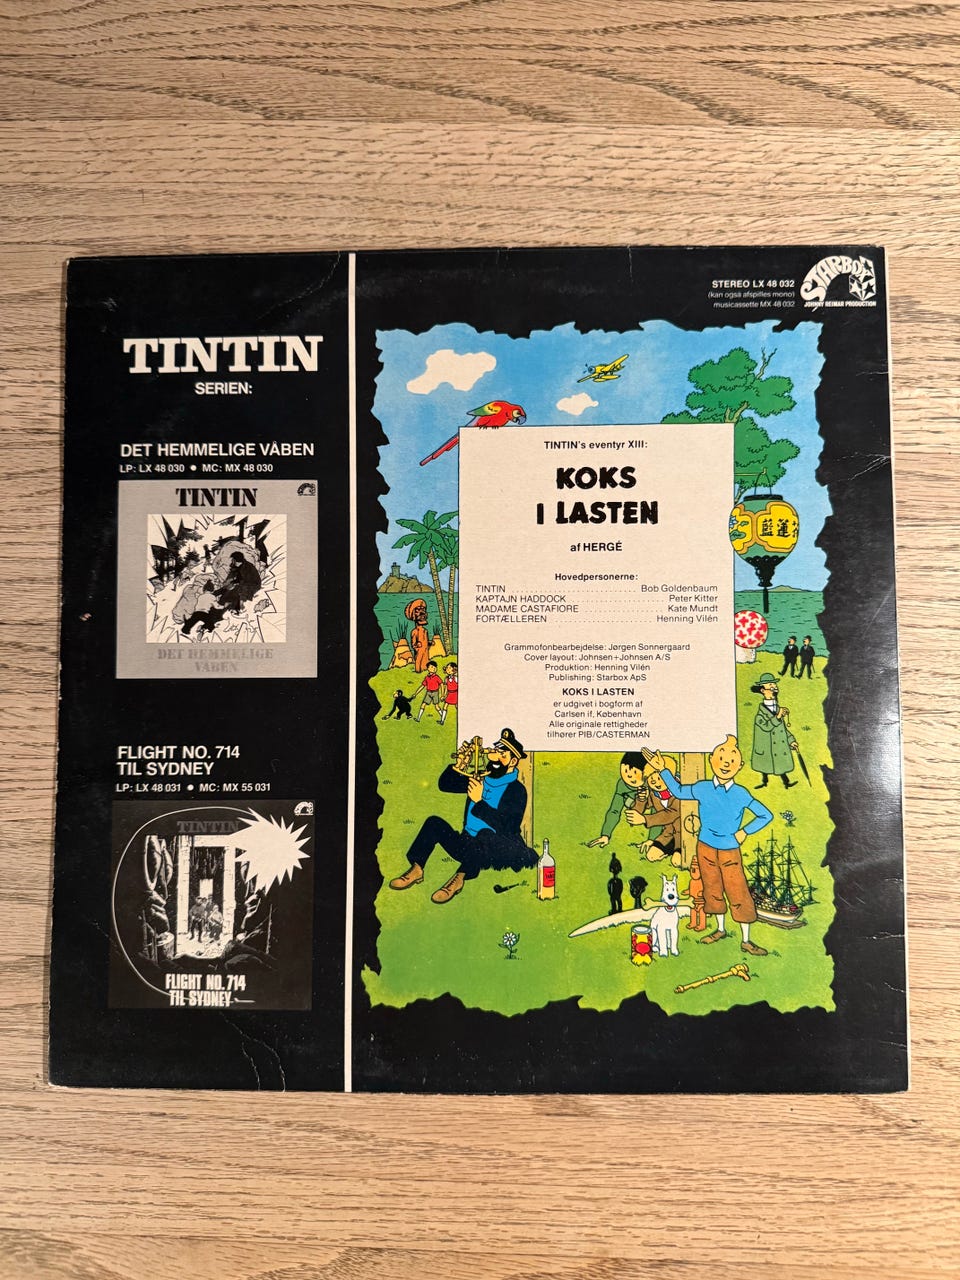 TINTIN
SERIEN:
DET HEMMELIGE VÅBEN
LP: LX 48 030 ● MC: MX 48 030
TINTIN
DET HEMMELIGE
VÅBEN
FLIGHT NO. 714
TIL SYDNEY
LP: LX 48 031 ● MC: MX 55 031
TINTIN
FLIGHT NO. 714
TIL SYDNEY
STEREO LX 48 032
(kan også afspilles mono)
musicassette MX 48 032
STARBOX
JOHNNY REIMAR PRODUCTION
TINTIN's eventyr XIII:
KOKS
I LASTEN
af HERGÉ
Hovedpersonerne:
TINTIN ........................ Bob Goldenbaum
KAPTAJN HADDOCK ........................ Peter Kitter
MADAME CASTAFIORE ........................ Kate Mundt
FORTÆLLEREN ........................ Henning Vilén
Grammofonbearbejdelse: Jørgen Sonnergaard
Cover layout: Johnsen+Johnsen A/S
Produktion: Henning Vilén
Publishing: Starbox ApS
KOKS I LASTEN
er udgivet i bogform af
Carlsen if, København
Alle originale rettigheder
tilhører PIB/CASTERMAN
藍蓮